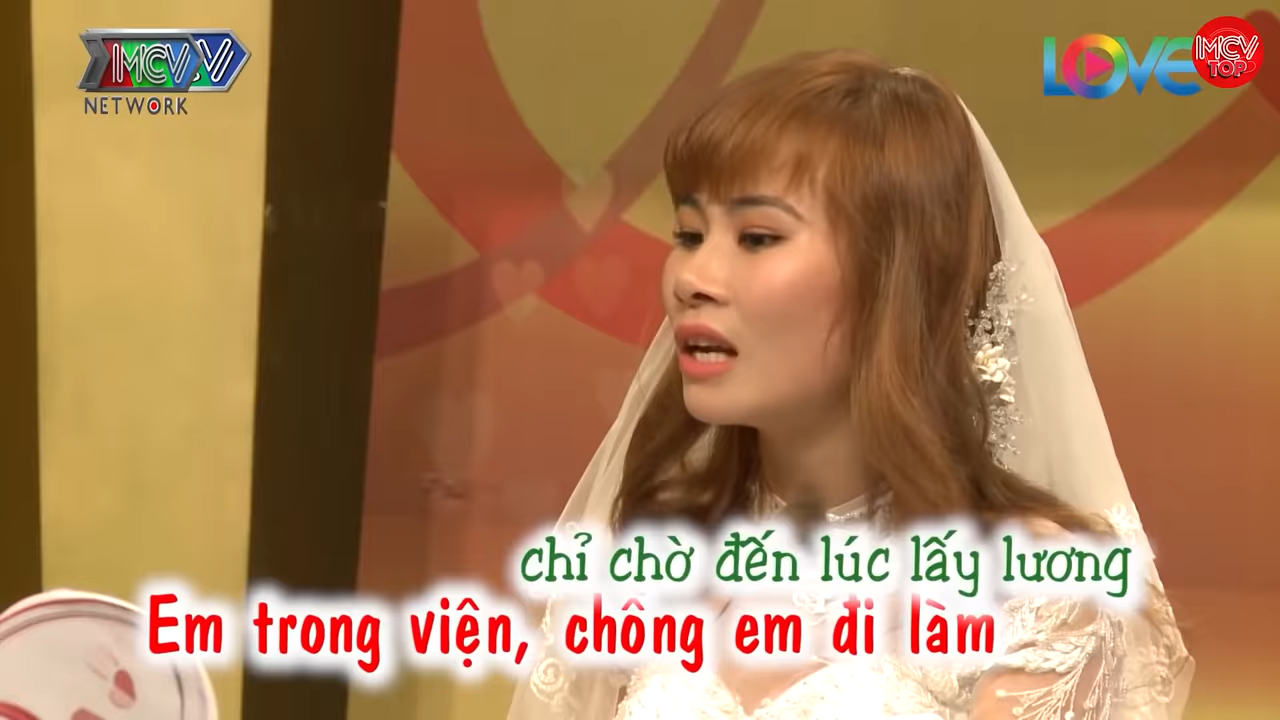 MCV
NETWORK
LOVE
MCV
TOP
chỉ chờ đến lúc lấy lương
Em trong viện, chồng em đi làm